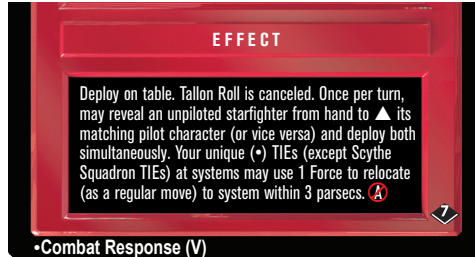 EFFECT
Deploy on table. Tallon Roll is canceled. Once per turn,
may reveal an unpiloted starfighter from hand to ▲ its
matching pilot character (or vice versa) and deploy both
simultaneously. Your unique (•) TIEs (except Scythe
Squadron TIEs) at systems may use 1 Force to relocate
(as a regular move) to system within 3 parsecs. Ⓐ
7
•Combat Response (V)